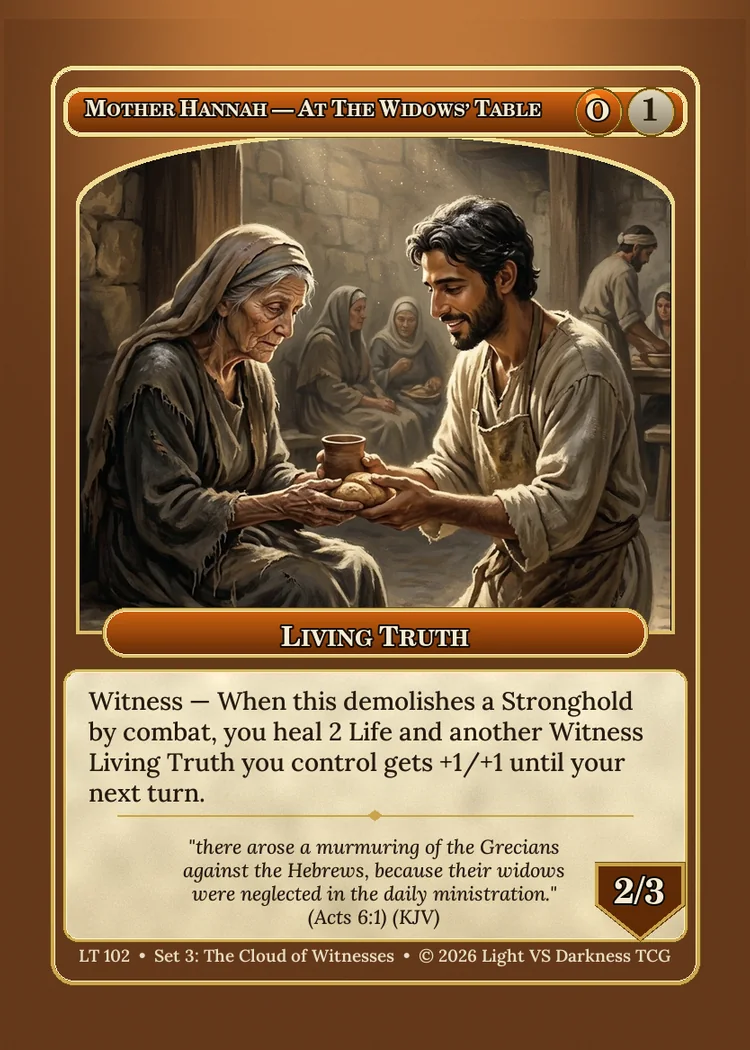 Mother Hannah — At The Widows' Table 0 1
Living Truth
Witness — When this demolishes a Stronghold
by combat, you heal 2 Life and another Witness
Living Truth you control gets +1/+1 until your
next turn.
"there arose a murmuring of the Grecians
against the Hebrews, because their widows
were neglected in the daily ministration."
(Acts 6:1) (KJV)
2/3
LT 102 • Set 3: The Cloud of Witnesses • © 2026 Light VS Darkness TCG